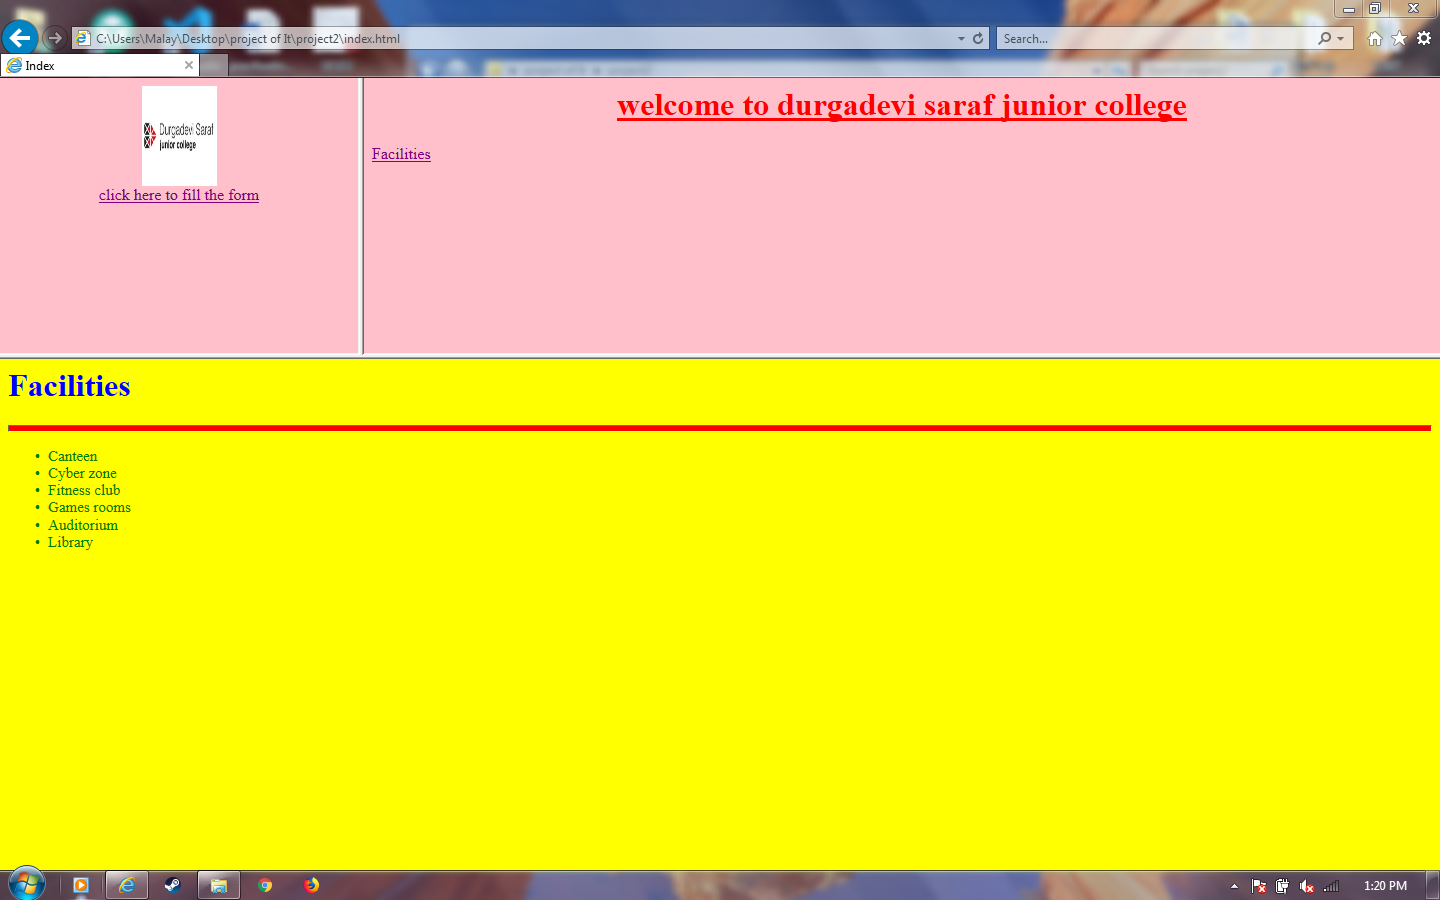 C:\Users\Malay\Desktop\project of It\project2\index.html
Search...
Index
Durgadevi Saraf
junior college
click here to fill the form
welcome to durgadevi saraf junior college
Facilities
Facilities
• Canteen
• Cyber zone
• Fitness club
• Games rooms
• Auditorium
• Library
1:20 PM